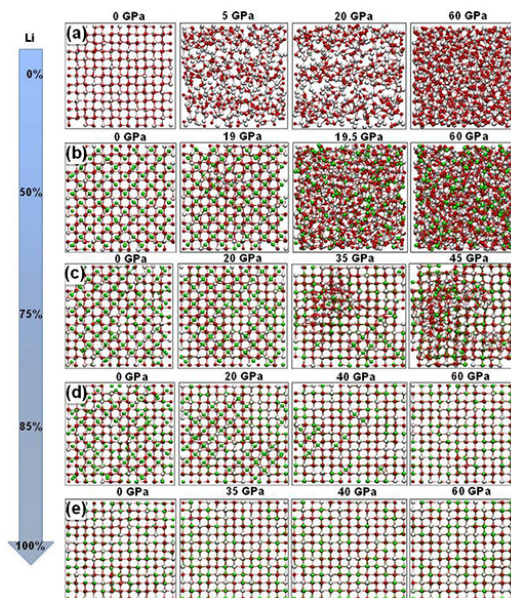 Li
0 GPa 5 GPa 20 GPa 60 GPa
(a)
0%
0 GPa 19 GPa 19.5 GPa 60 GPa
(b)
50%
0 GPa 20 GPa 35 GPa 45 GPa
(c)
75%
0 GPa 20 GPa 40 GPa 60 GPa
(d)
85%
0 GPa 35 GPa 40 GPa 60 GPa
(e)
100%